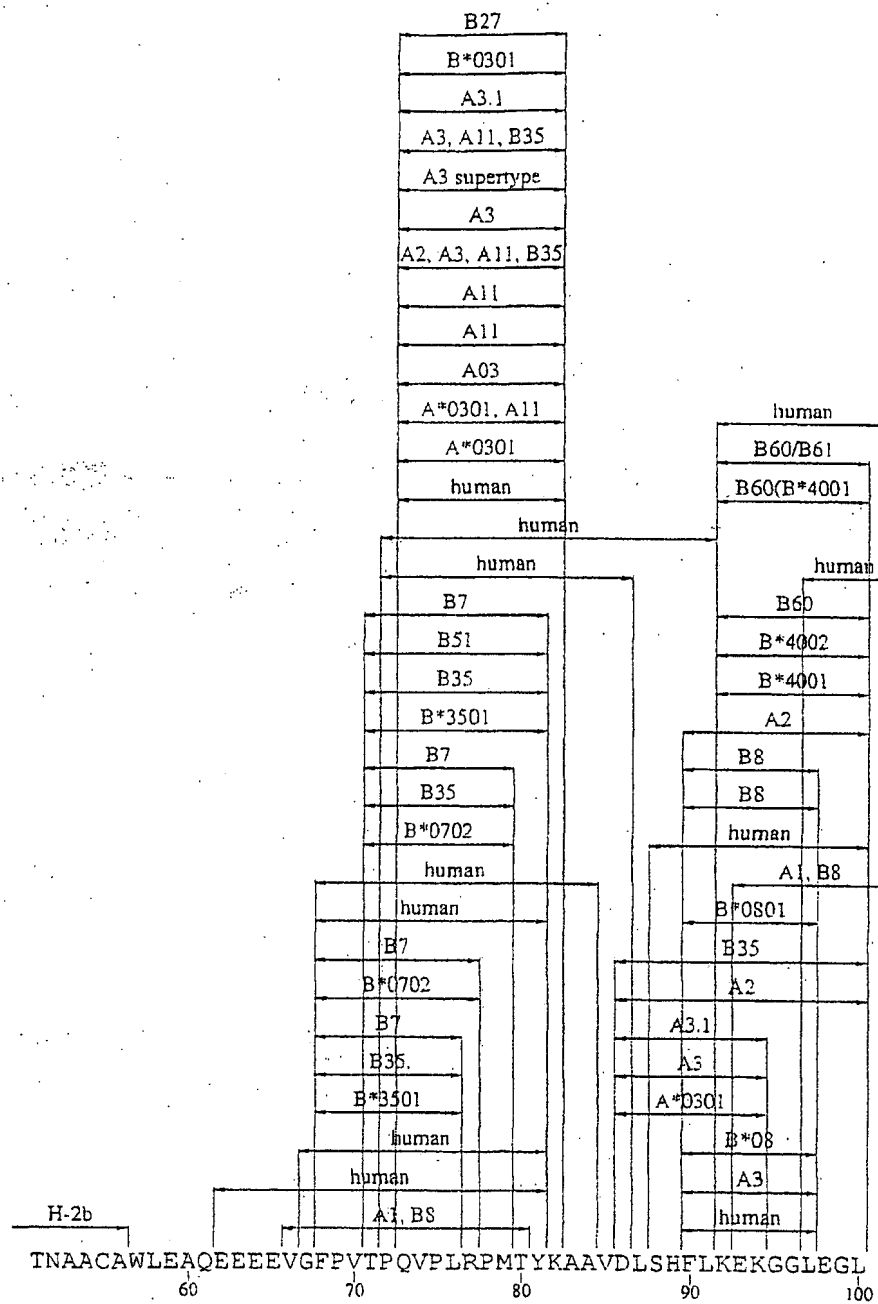 B27
B*0301
A3.1
A3, A11, B35
A3 supertype
A3
A2, A3, A11, B35
A11
A11
A03
A*0301, A11
human
A*0301
B60/B61
human
B60(B*4001
human
human
human
B7
B60
B51
B*4002
B35
B*4001
B*3501
A2
B7
B8
B35
B8
B*0702
human
human
A1, B8
human
B*0801
B7
B35
B*0702
A2
B7
A3.1
B35.
A3
B*3501
A*0301
human
B*08
human
A3
H-2b
A1, B8
human
TNAACAWLEAQEEEEVGFPVTPQVPLRPMTYKAAVDLSHFLKEKGGLEGL
60 70 80 90 100